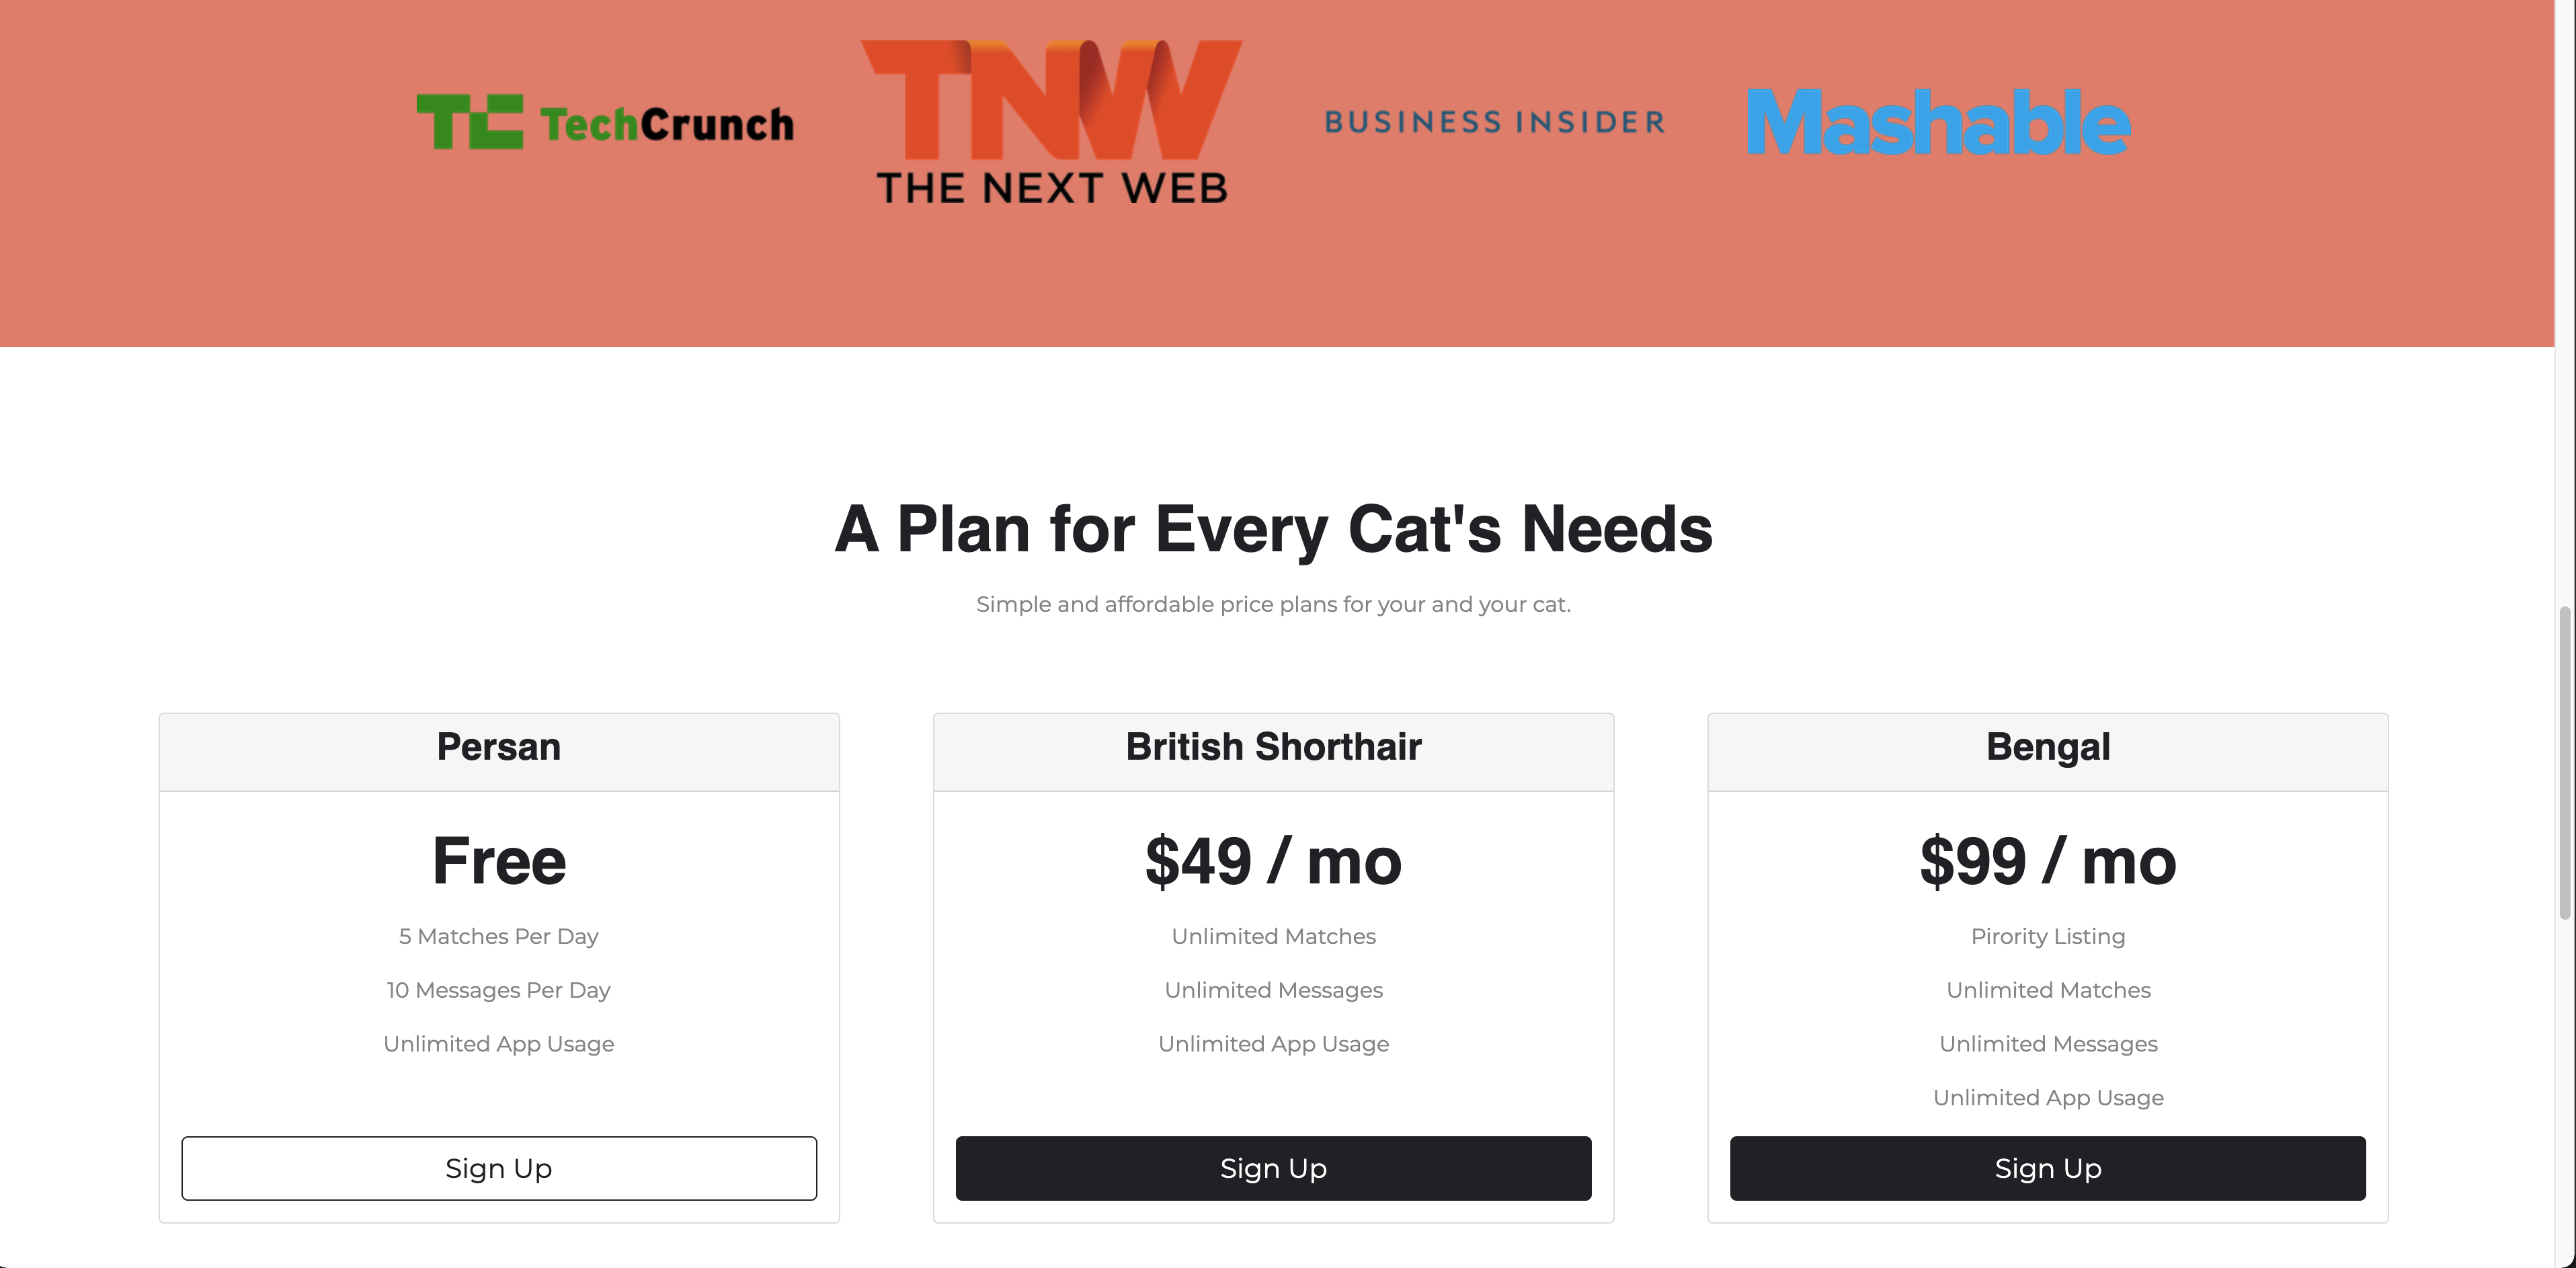 TC TechCrunch
TNW
THE NEXT WEB
BUSINESS INSIDER
Mashable
A Plan for Every Cat's Needs
Simple and affordable price plans for your and your cat.
Persan
Free
5 Matches Per Day
10 Messages Per Day
Unlimited App Usage
Sign Up
British Shorthair
$49 / mo
Unlimited Matches
Unlimited Messages
Unlimited App Usage
Sign Up
Bengal
$99 / mo
Pirority Listing
Unlimited Matches
Unlimited Messages
Unlimited App Usage
Sign Up